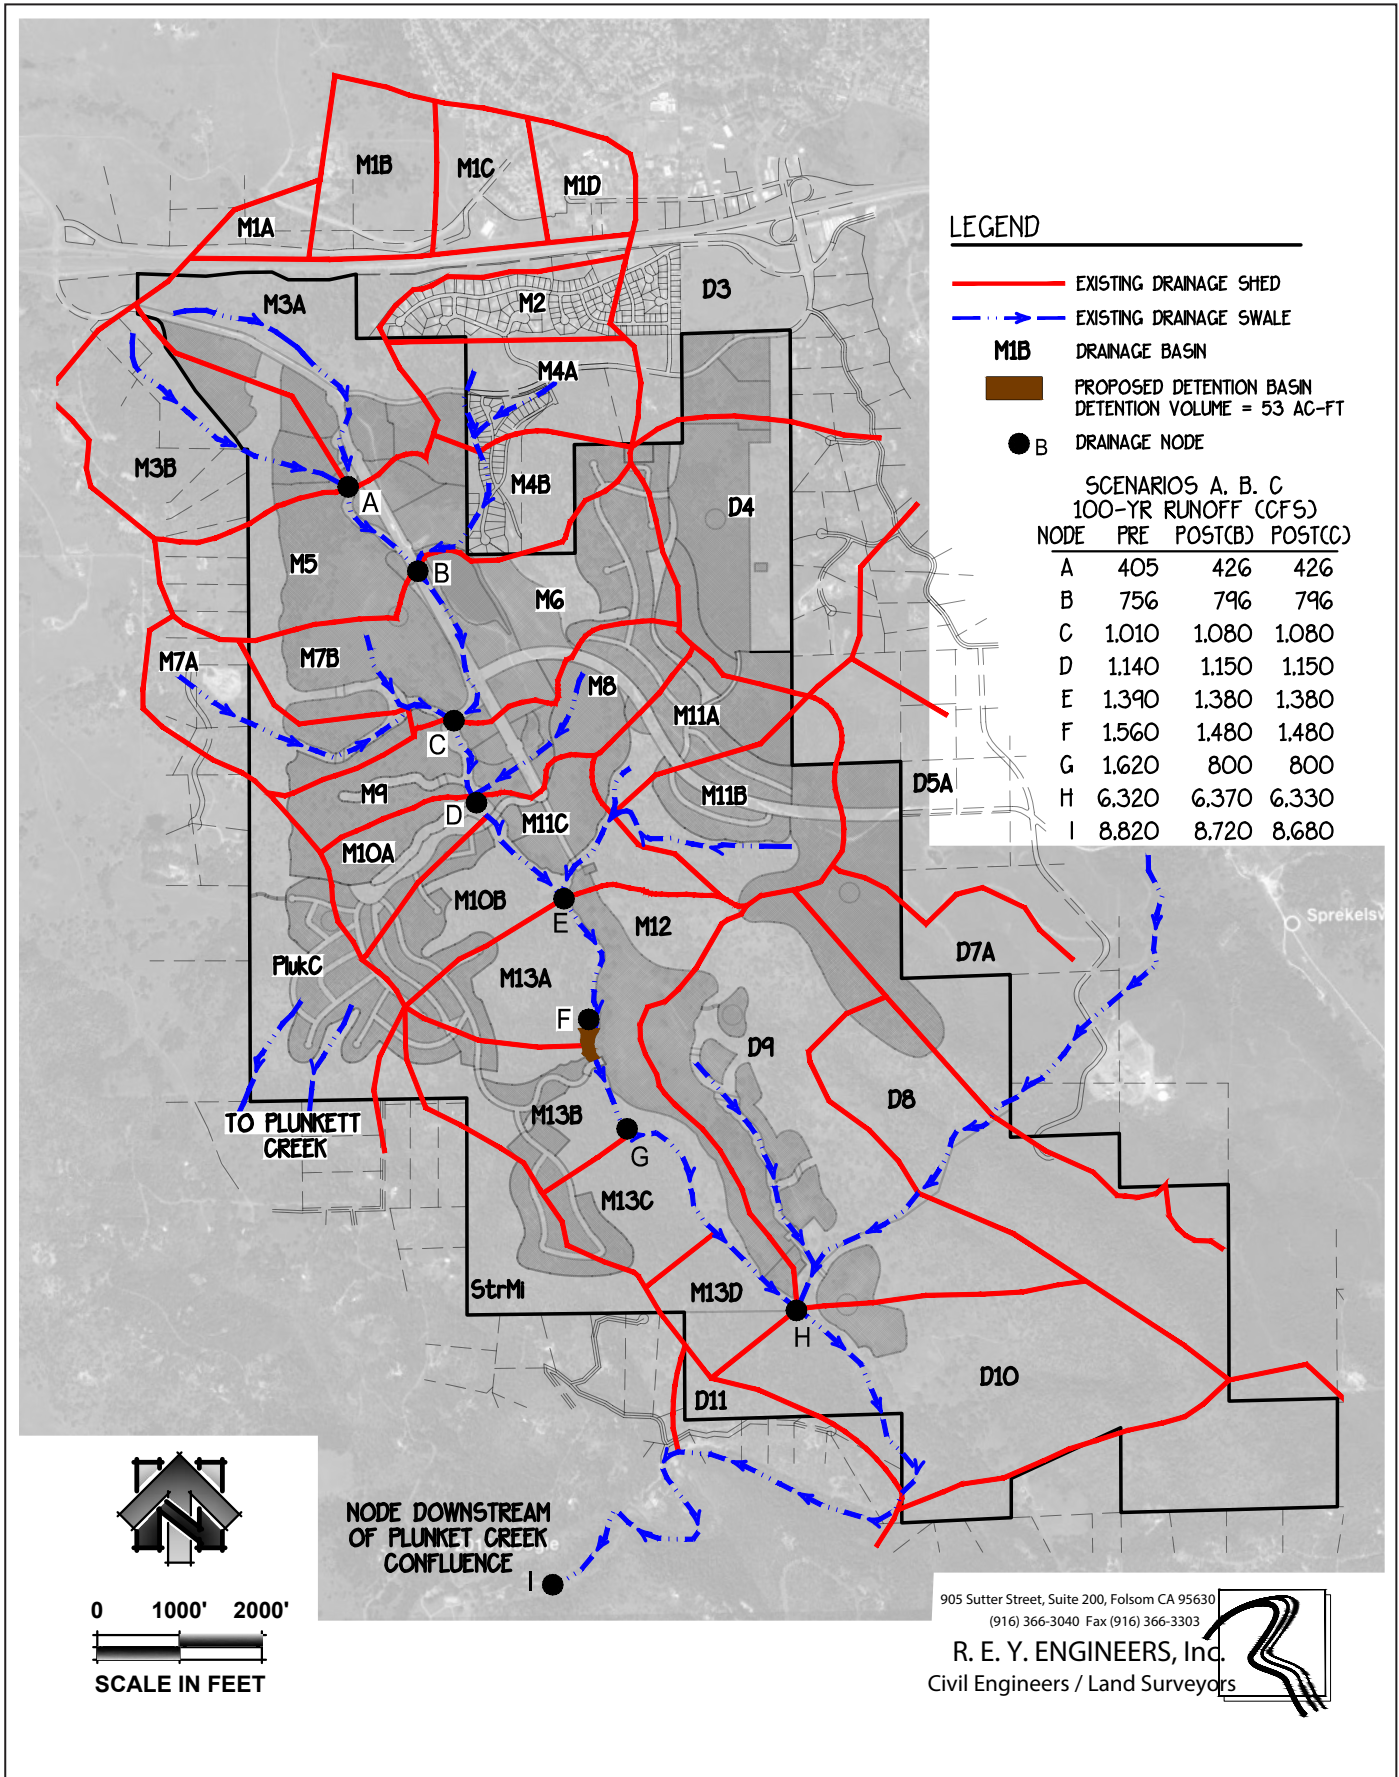 M1B
M1C
M1D
M1A
M3A
M2
D3
M4A
M3B
M4B
D4
A
M5
B
M6
M7A
M7B
M8
M11A
C
D5A
M9
M11B
D
M11C
M10A
M10B
E
M12
D7A
PlukC
M13A
F
D9
D8
TO PLUNKETT
CREEK
M13B
G
M13C
StrMi
M13D
H
D10
D11
NODE DOWNSTREAM
OF PLUNKET CREEK
CONFLUENCE
I
LEGEND
EXISTING DRAINAGE SHED
EXISTING DRAINAGE SWALE
M1B DRAINAGE BASIN
PROPOSED DETENTION BASIN
DETENTION VOLUME = 53 AC-FT
B DRAINAGE NODE
SCENARIOS A, B, C
100-YR RUNOFF (CFS)
NODE PRE POST(B) POST(C)
A 405 426 426
B 756 796 796
C 1,010 1,080 1,080
D 1,140 1,150 1,150
E 1,390 1,380 1,380
F 1,560 1,480 1,480
G 1,620 800 800
H 6,320 6,370 6,330
I 8,820 8,720 8,680
N
0 1000' 2000'
SCALE IN FEET
905 Sutter Street, Suite 200, Folsom CA 95630
(916) 366-3040 Fax (916) 366-3303
R. E. Y. ENGINEERS, Inc.
Civil Engineers / Land Surveyors